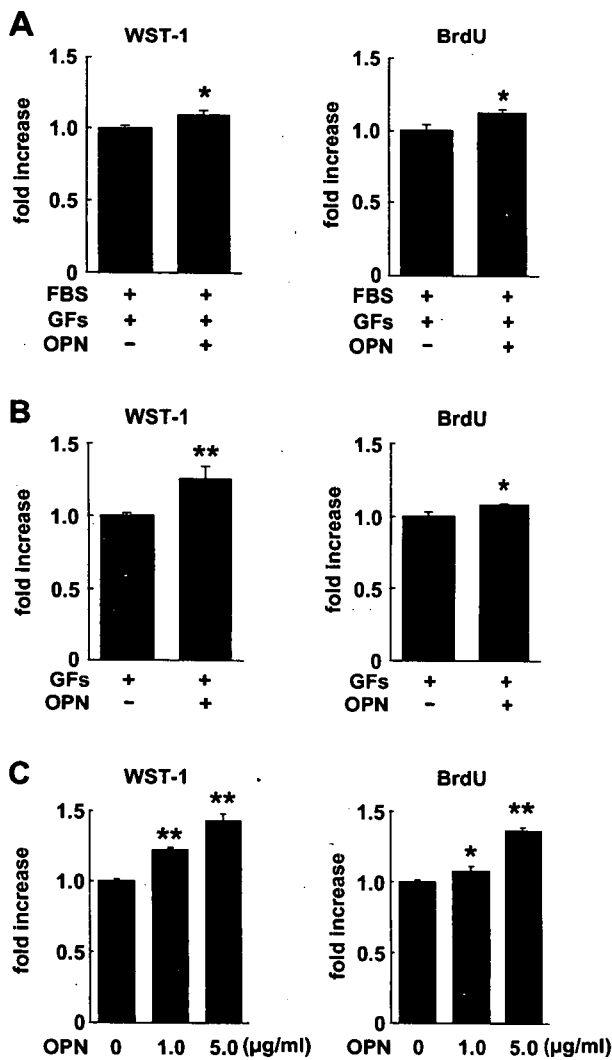 A
WST-1
BrdU
fold increase
1.5
1.0
0.5
0
*
fold increase
1.5
1.0
0.5
0
*
FBS + +
GFs + +
OPN − +
FBS + +
GFs + +
OPN − +
B
WST-1
BrdU
fold increase
1.5
1.0
0.5
0
**
fold increase
1.5
1.0
0.5
0
*
GFs + +
OPN − +
GFs + +
OPN − +
C
WST-1
BrdU
fold increase
1.5
1.0
0.5
** **
fold increase
1.5
1.0
0.5
* **
OPN 0 1.0 5.0 (μg/ml)
OPN 0 1.0 5.0 (μg/ml)